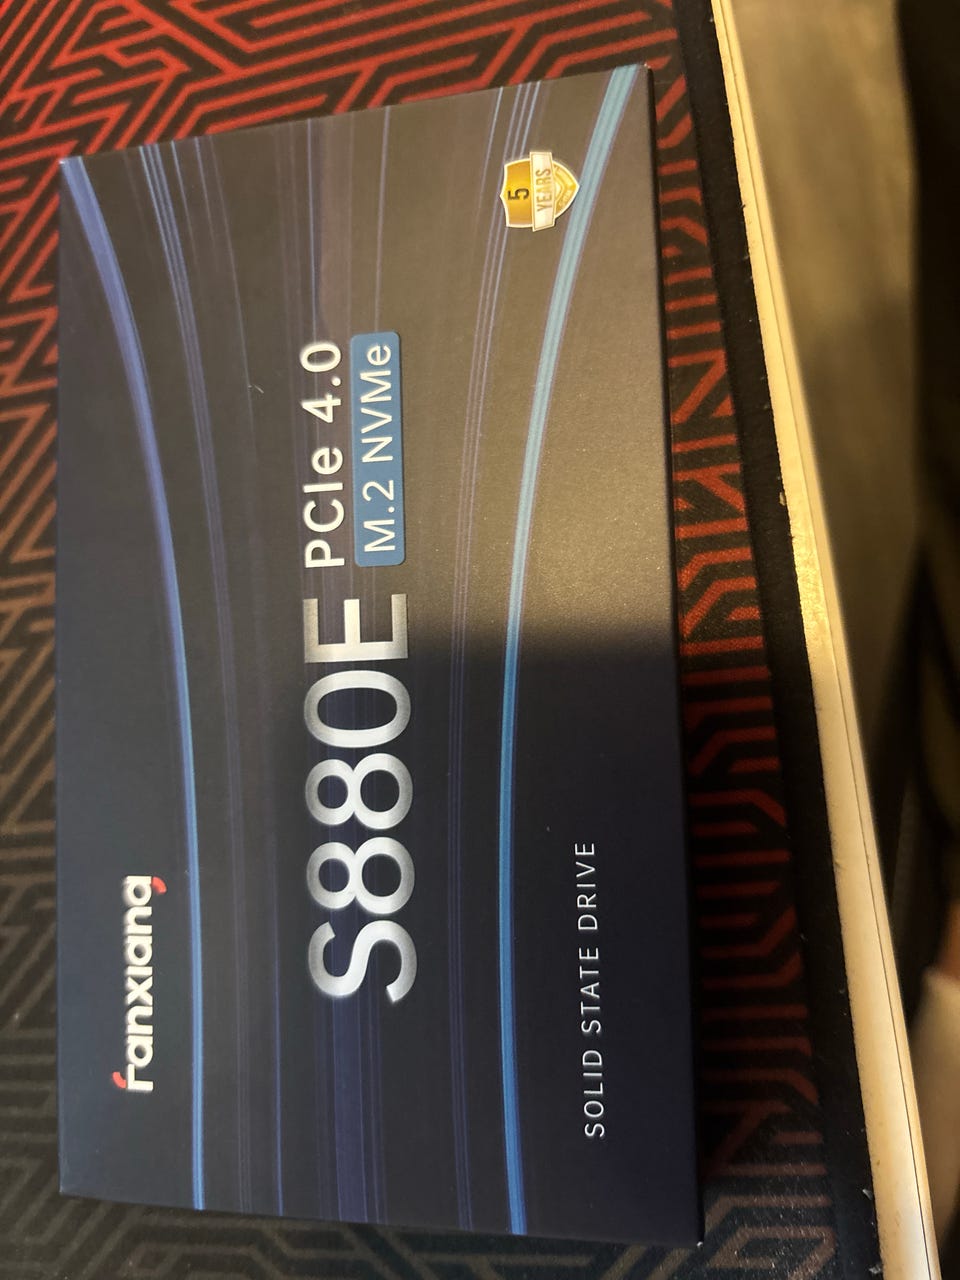 fanxiang
S880E PCIe 4.0
M.2 NVMe
SOLID STATE DRIVE
5
YEARS